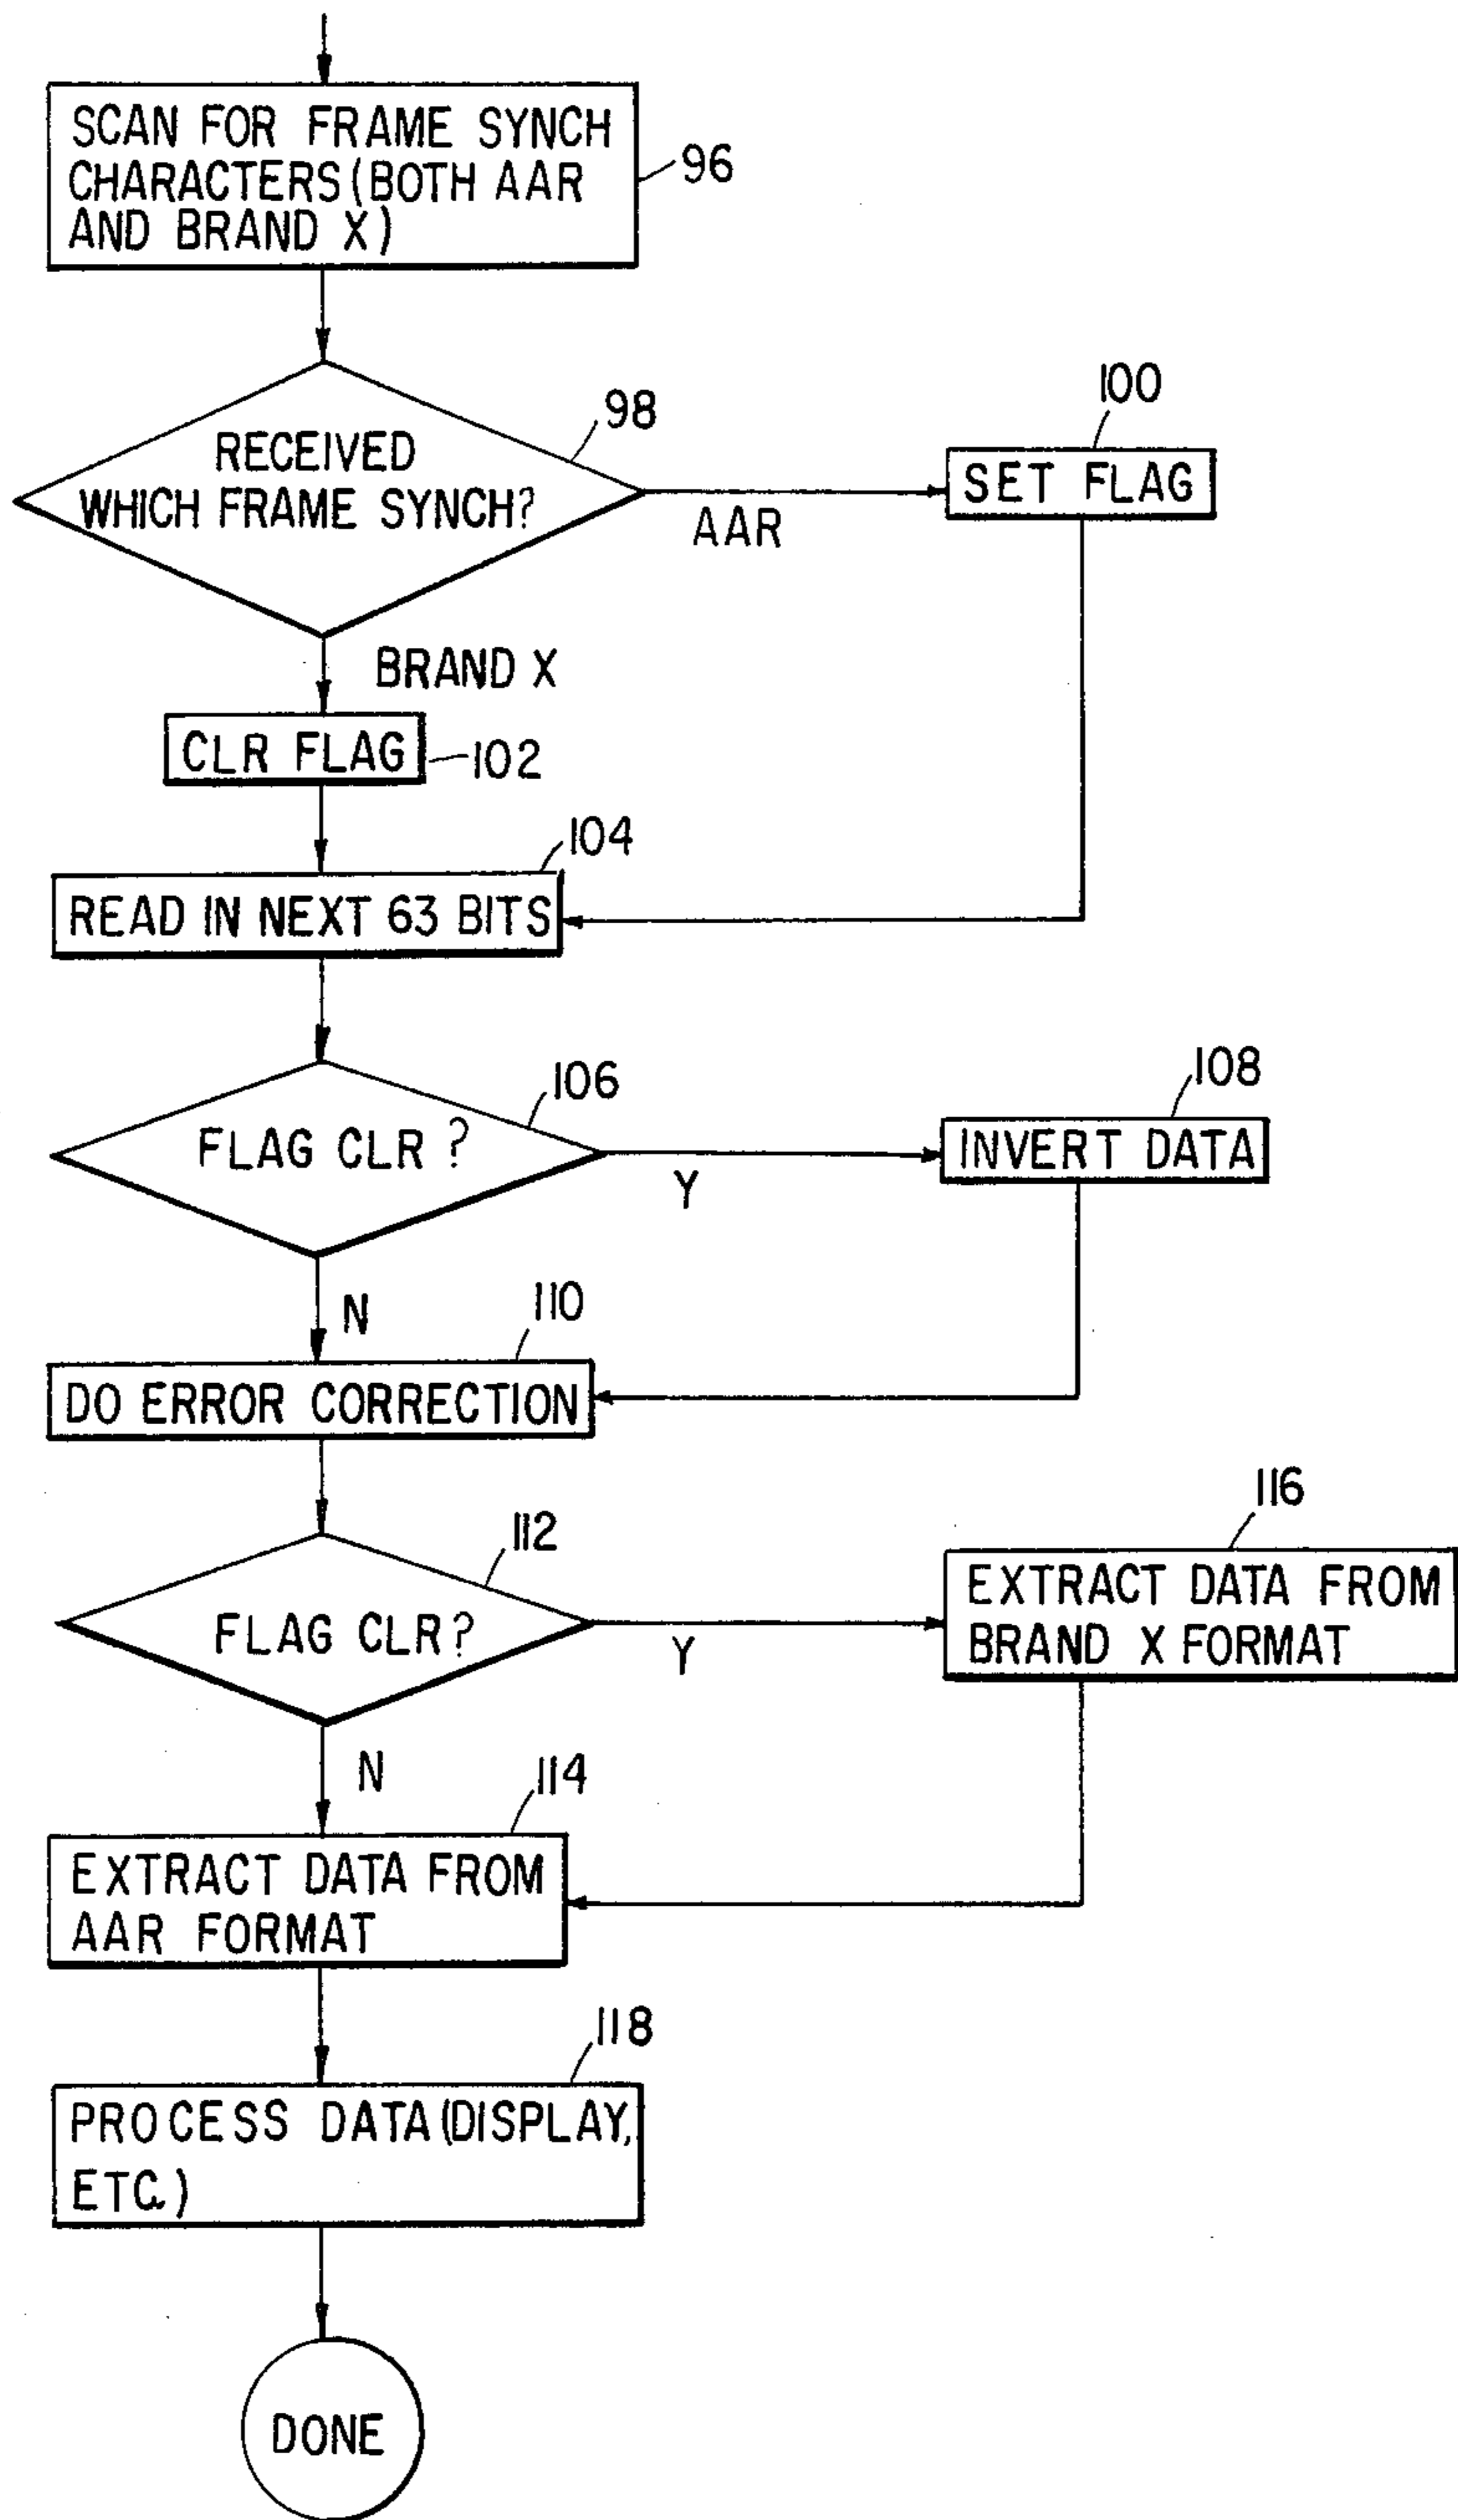 SCAN FOR FRAME SYNCH
CHARACTERS (BOTH AAR
AND BRAND X)
96
RECEIVED
WHICH FRAME SYNCH?
98
AAR
100
SET FLAG
BRAND X
CLR FLAG
102
104
READ IN NEXT 63 BITS
106
FLAG CLR ?
Y
108
INVERT DATA
N
110
DO ERROR CORRECTION
112
FLAG CLR?
Y
116
EXTRACT DATA FROM
BRAND X FORMAT
N
114
EXTRACT DATA FROM
AAR FORMAT
118
PROCESS DATA (DISPLAY,
ETC.)
DONE